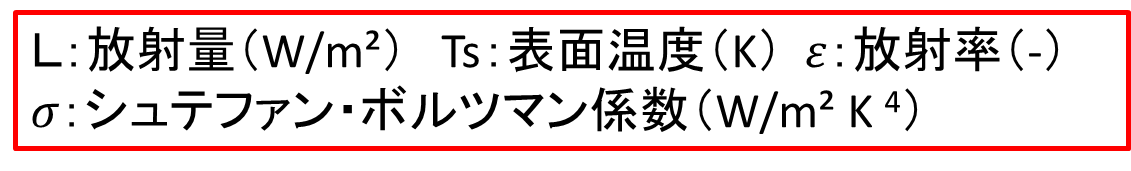 L：放射量（W/m²）　Ts：表面温度（K）　ε：放射率（-）
σ：シュテファン・ボルツマン係数（W/m² K ⁴）